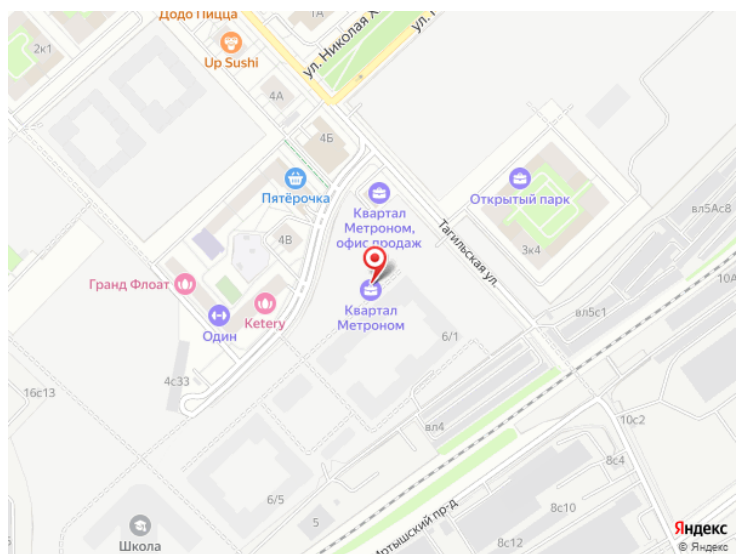 Додо Пицца
1А
2к1
ул. Николая Х
ул.
Up Sushi
4А
4Б
Пятёрочка
Квартал
Метроном,
офис продаж
Открытый парк
вл5Ас8
4В
Тагильская ул.
3к4
10А
Гранд Флоат
Ketery
Квартал
Метроном
вл5с1
Один
6/1
4с33
16с13
10с2
вл4
8с4
6/5
5
8с10
Школа
Иртышский пр-д
8с12
Яндекс
© Яндекс